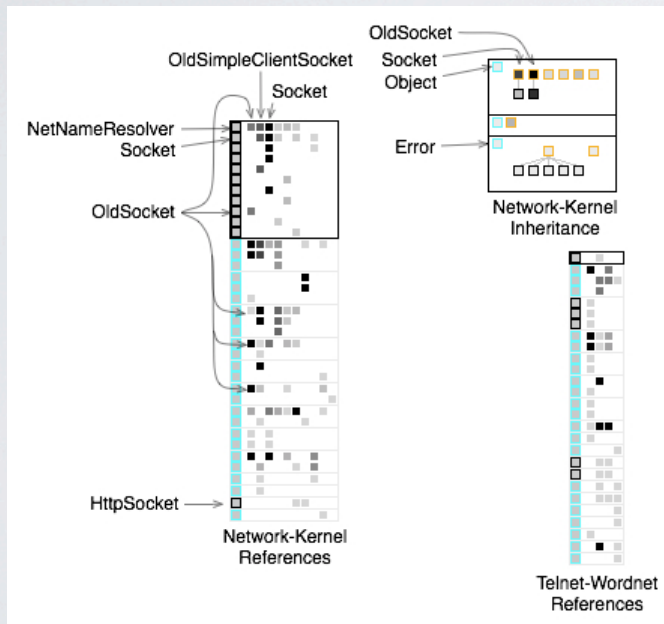 OldSocket
Socket
Object
OldSimpleClientSocket
Socket
NetNameResolver
Socket
Error
OldSocket
Network-Kernel
Inheritance
HttpSocket
Network-Kernel
References
Telnet-Wordnet
References